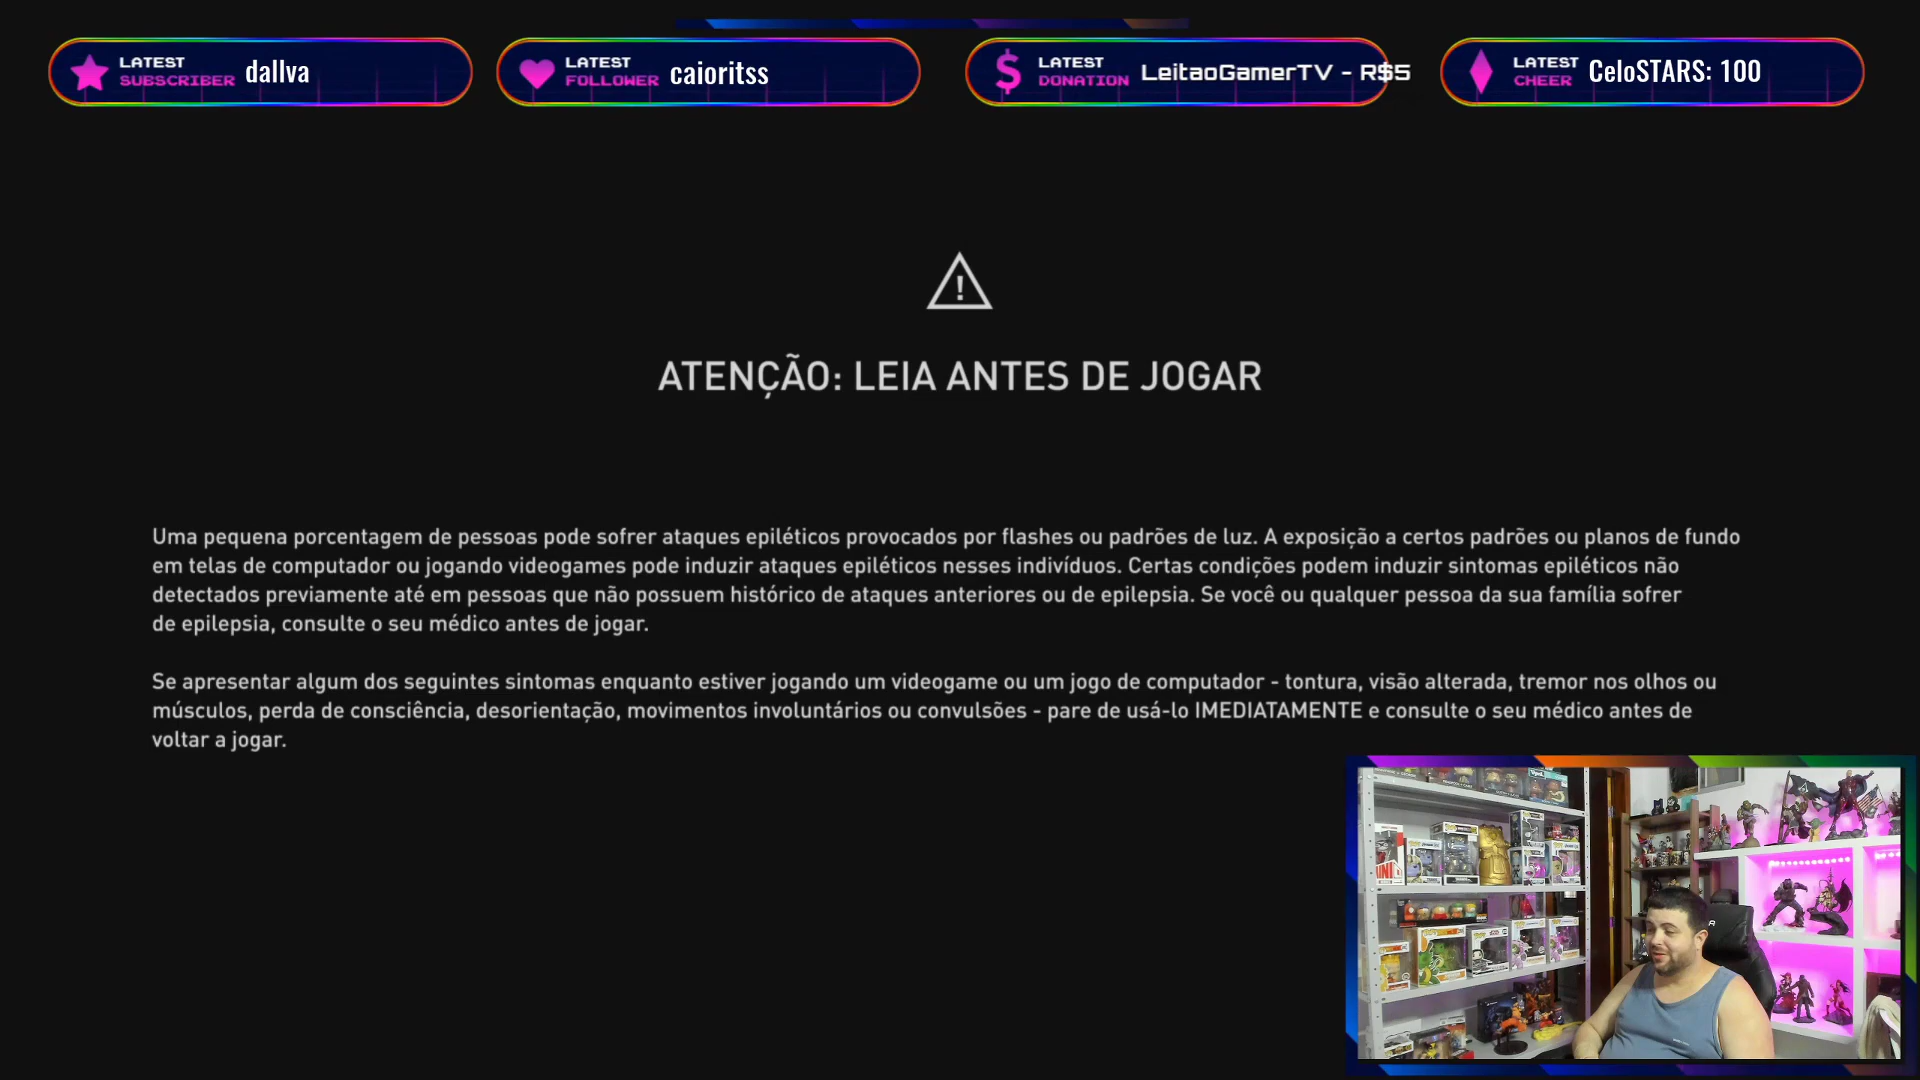 LATEST
SUBSCRIBER
dallva
LATEST
FOLLOWER
caioritss
LATEST
DONATION
LeitaoGamerTV - R$5
LATEST
CHEER
CeloSTARS: 100
ATENÇÃO: LEIA ANTES DE JOGAR
Uma pequena porcentagem de pessoas pode sofrer ataques epiléticos provocados por flashes ou padrões de luz. A exposição a certos padrões ou planos de fundo
em telas de computador ou jogando videogames pode induzir ataques epiléticos nesses indivíduos. Certas condições podem induzir sintomas epiléticos não
detectados previamente até em pessoas que não possuem histórico de ataques anteriores ou de epilepsia. Se você ou qualquer pessoa da sua família sofrer
de epilepsia, consulte o seu médico antes de jogar.
Se apresentar algum dos seguintes sintomas enquanto estiver jogando um videogame ou um jogo de computador - tontura, visão alterada, tremor nos olhos ou
músculos, perda de consciência, desorientação, movimentos involuntários ou convulsões - pare de usá-lo IMEDIATAMENTE e consulte o seu médico antes de
voltar a jogar.